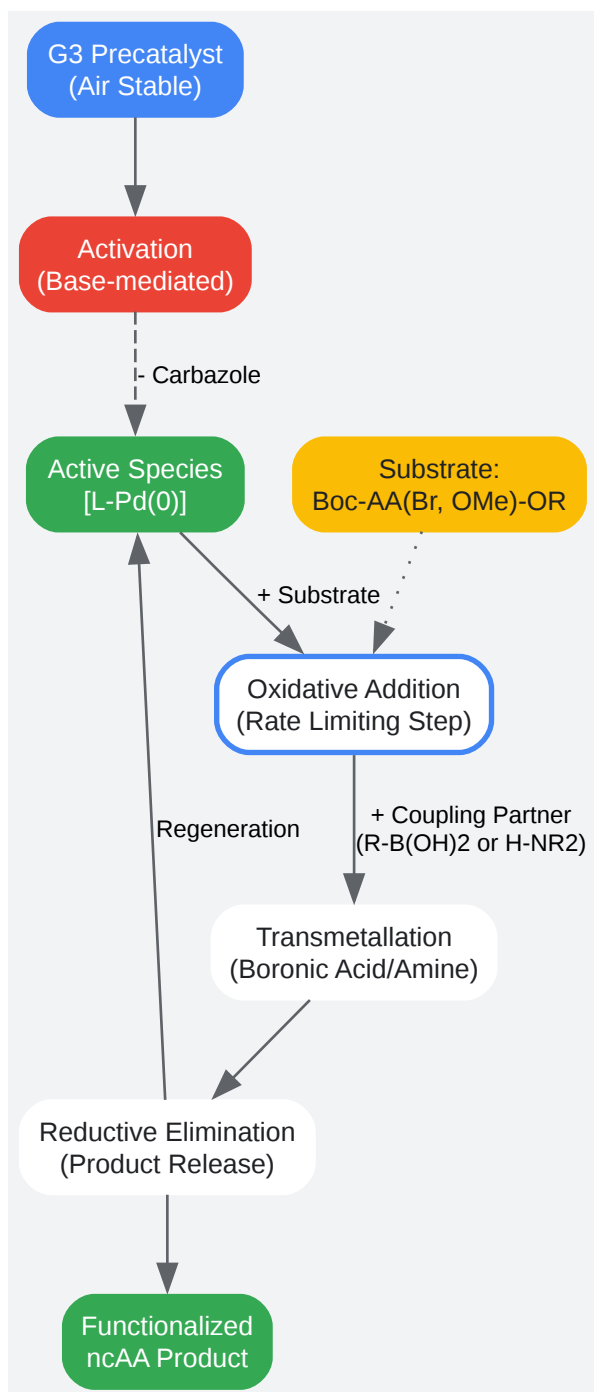 G3 Precatalyst
(Air Stable)
Activation
(Base-mediated)
- Carbazole
Active Species
[L-Pd(0)]
Substrate:
Boc-AA(Br, OMe)-OR
+ Substrate
Oxidative Addition
(Rate Limiting Step)
Regeneration
+ Coupling Partner
(R-B(OH)2 or H-NR2)
Transmetallation
(Boronic Acid/Amine)
Reductive Elimination
(Product Release)
Functionalized
ncAA Product